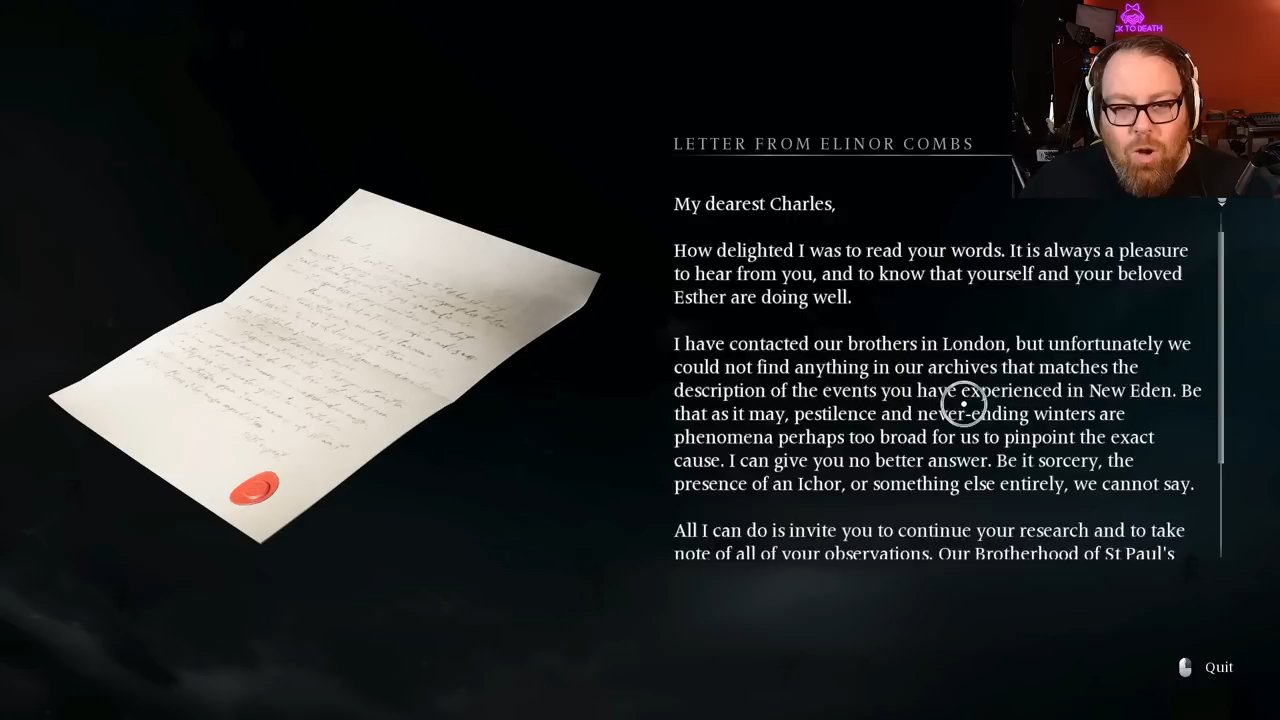 CK TO DEATH
LETTER FROM ELINOR COMBS
My dearest Charles,
How delighted I was to read your words. It is always a pleasure
to hear from you, and to know that yourself and your beloved
Esther are doing well.
I have contacted our brothers in London, but unfortunately we
could not find anything in our archives that matches the
description of the events you have experienced in New Eden. Be
that as it may, pestilence and never-ending winters are
phenomena perhaps too broad for us to pinpoint the exact
cause. I can give you no better answer. Be it sorcery, the
presence of an Ichor, or something else entirely, we cannot say.
All I can do is invite you to continue your research and to take
note of all of your observations. Our Brotherhood of St Paul's
Quit